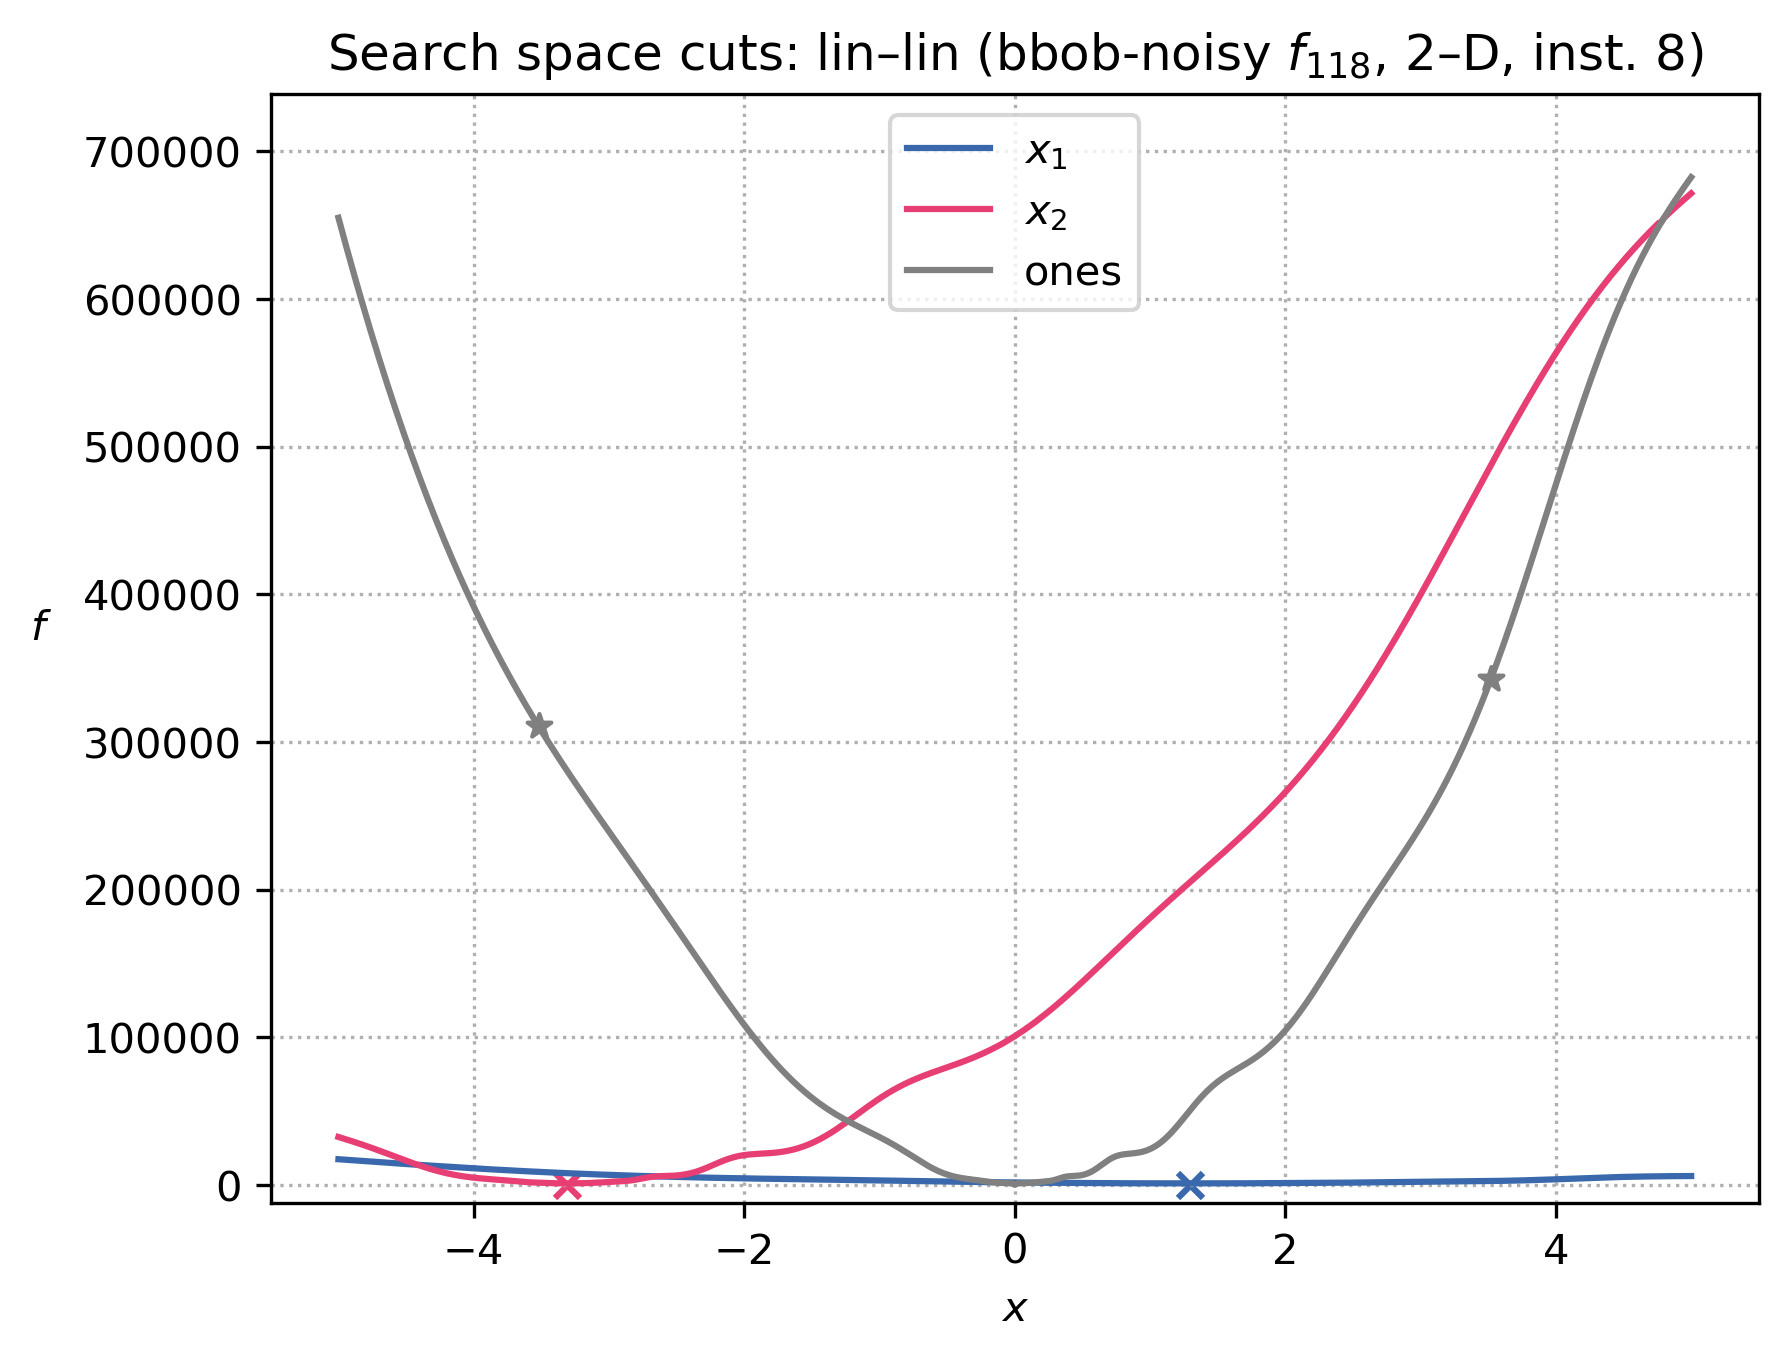 Search space cuts: lin–lin (bbob-noisy f₁₁₈, 2–D, inst. 8)
x₁
x₂
ones
f
700000
600000
500000
400000
300000
200000
100000
0
−4 −2 0 2 4
x